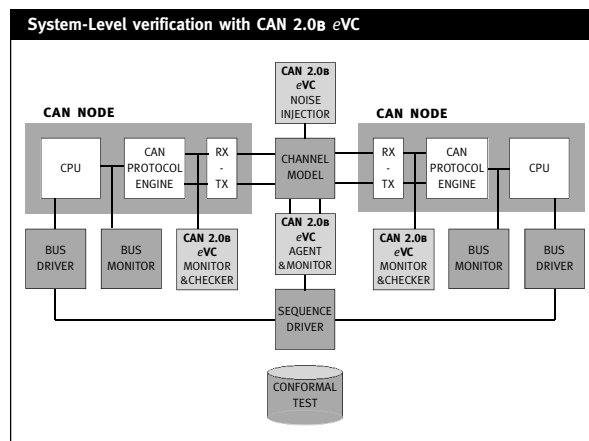 System-Level verification with CAN 2.0B eVC
CAN 2.0B
eVC
NOISE
INJECTIOR
CAN NODE
CAN NODE
CPU
CAN
PROTOCOL
ENGINE
RX
-
TX
CHANNEL
MODEL
RX
-
TX
CAN
PROTOCOL
ENGINE
CPU
BUS
DRIVER
BUS
MONITOR
CAN 2.0B
eVC
MONITOR
&CHECKER
CAN 2.0B
eVC
AGENT
&MONITOR
CAN 2.0B
eVC
MONITOR
&CHECKER
BUS
MONITOR
BUS
DRIVER
SEQUENCE
DRIVER
CONFORMAL
TEST